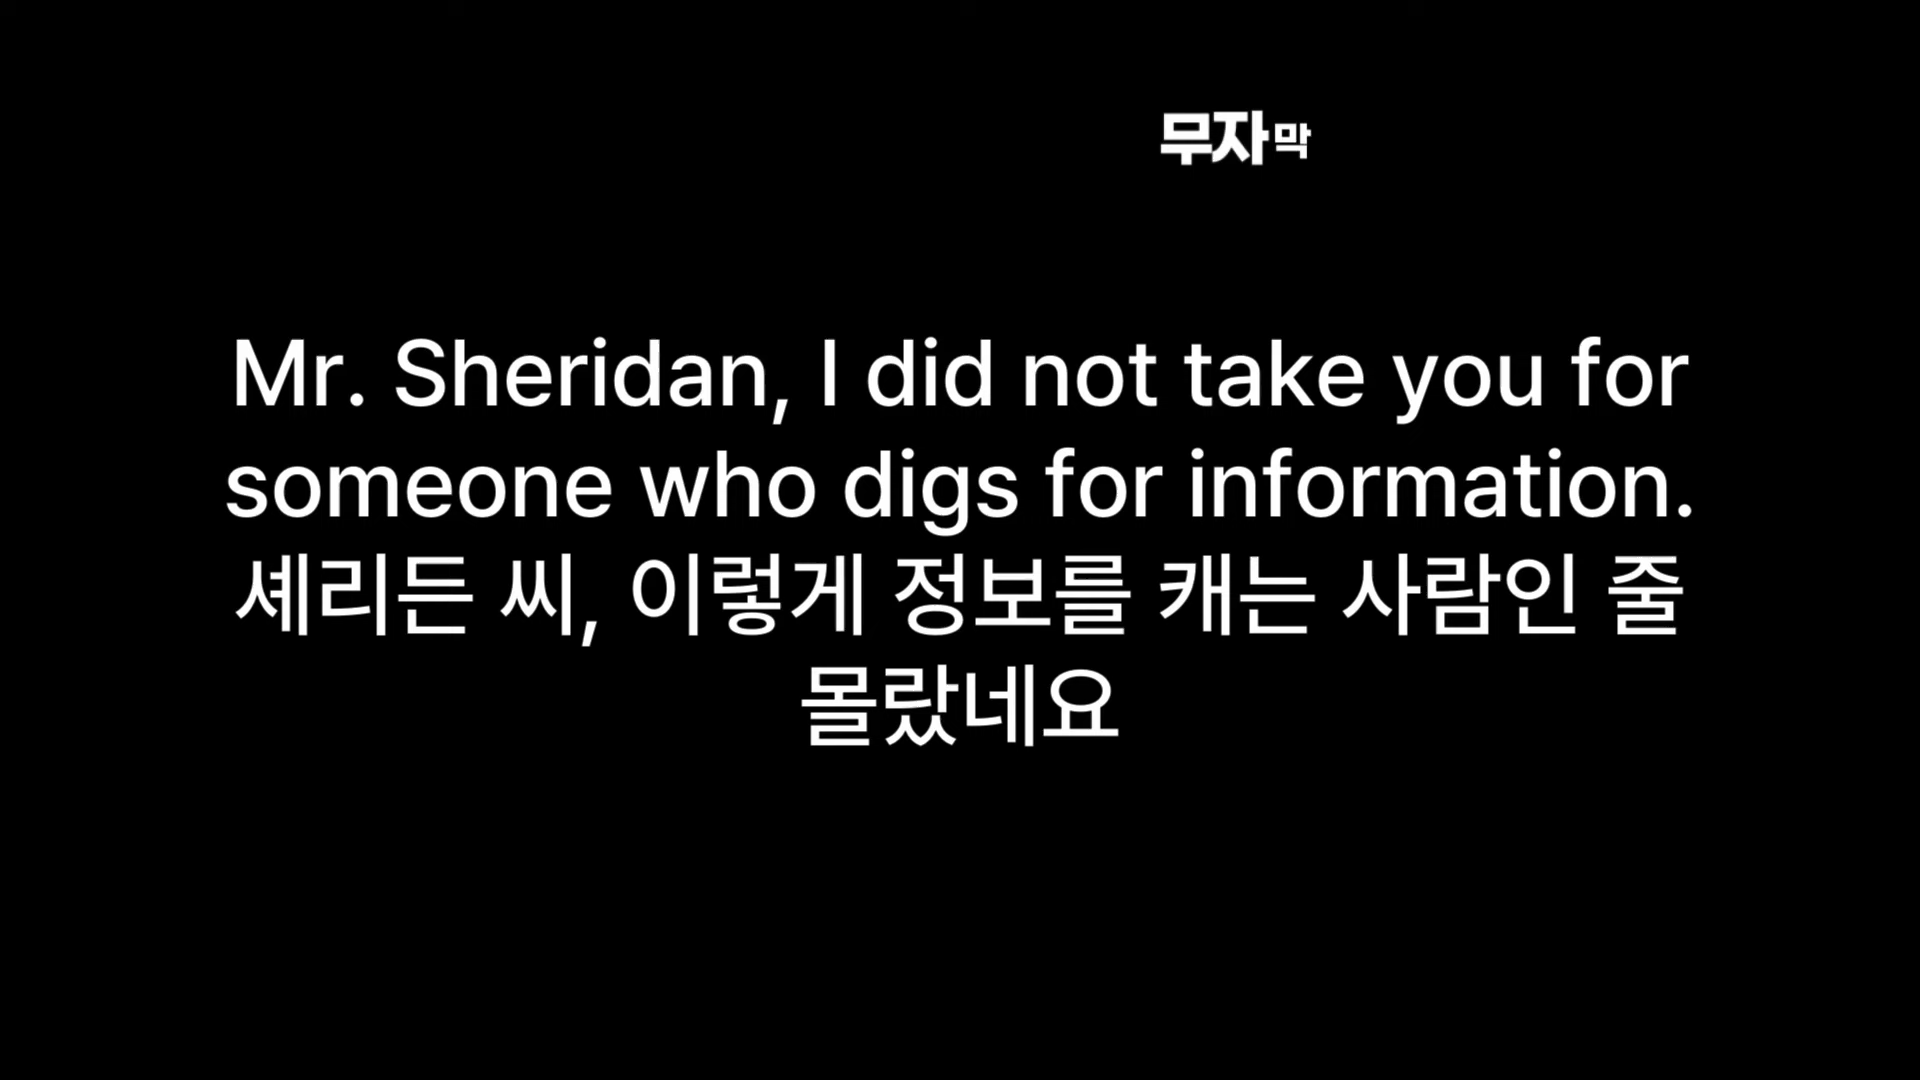 무자막
Mr. Sheridan, I did not take you for
someone who digs for information.
셰리든 씨, 이렇게 정보를 캐는 사람인 줄
몰랐네요